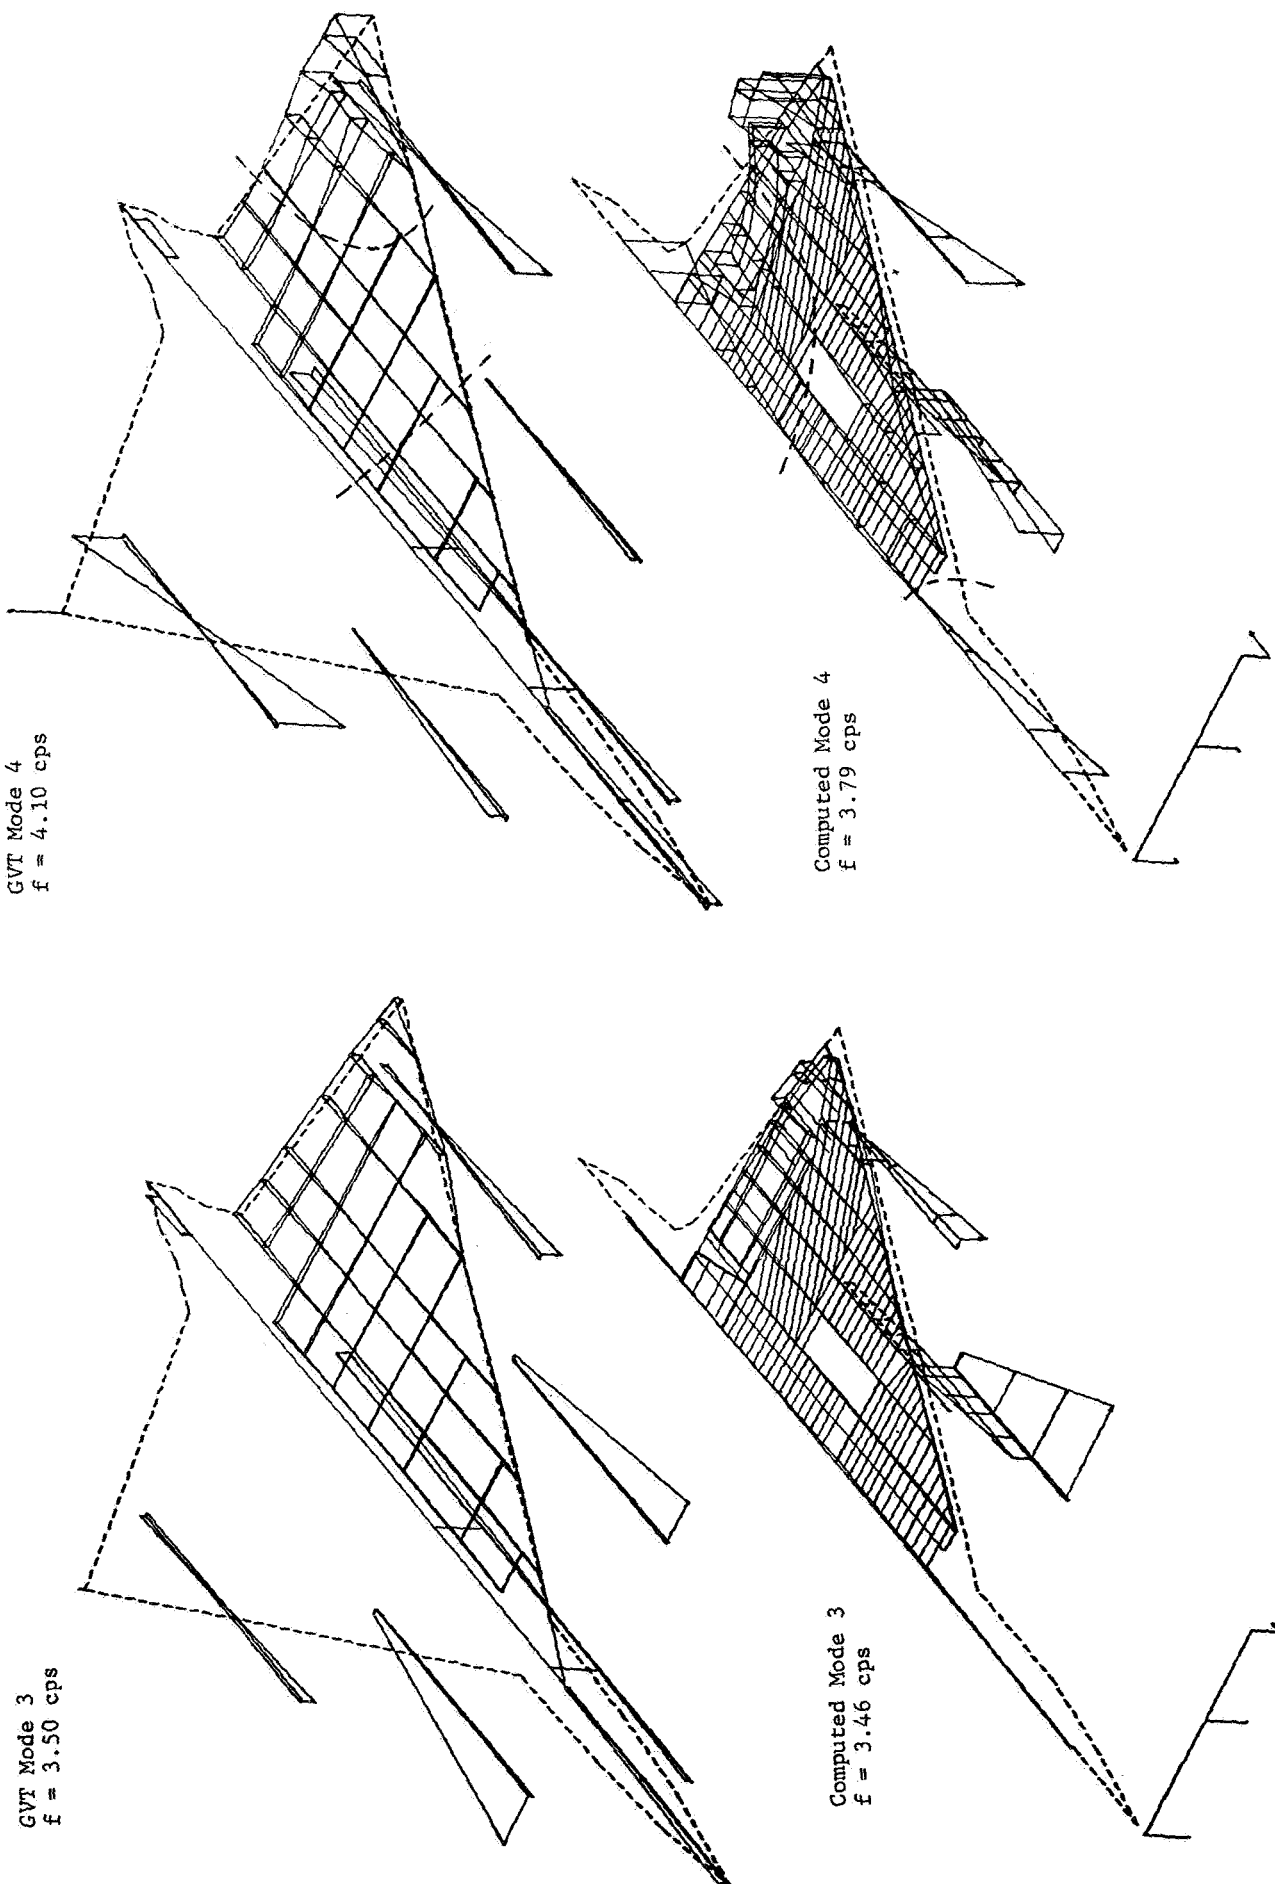 GVT Mode 3
f = 3.50 cps
GVT Mode 4
f = 4.10 cps
Computed Mode 3
f = 3.46 cps
Computed Mode 4
f = 3.79 cps